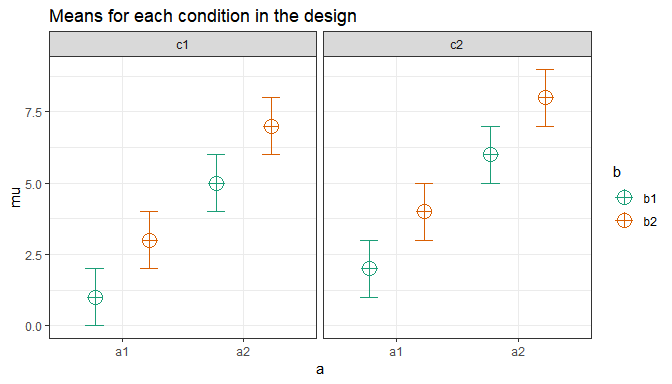 Means for each condition in the design
c1 c2
7.5
5.0
2.5
0.0
mu
a1 a2 a1 a2
a
b
b1
b2